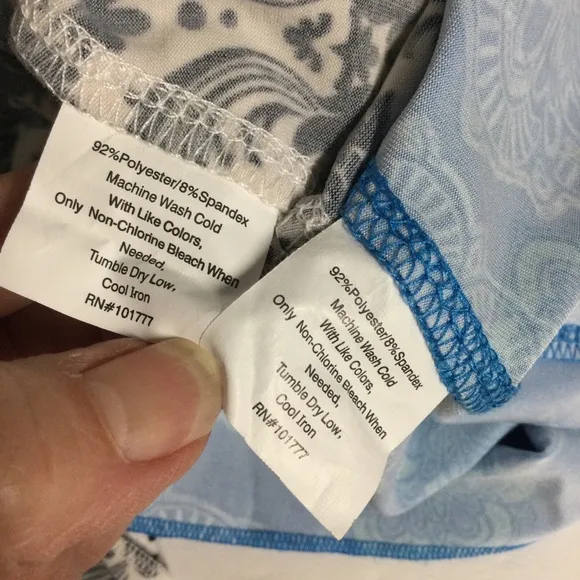 92%Polyester/8%Spandex
Machine Wash Cold
With Like Colors,
Only Non-Chlorine Bleach When
Needed,
Tumble Dry Low,
Cool Iron
RN#101777
92%Polyester/8%Spandex
Machine Wash Cold
With Like Colors,
Only Non-Chlorine Bleach When
Needed,
Tumble Dry Low,
Cool Iron
RN#101777